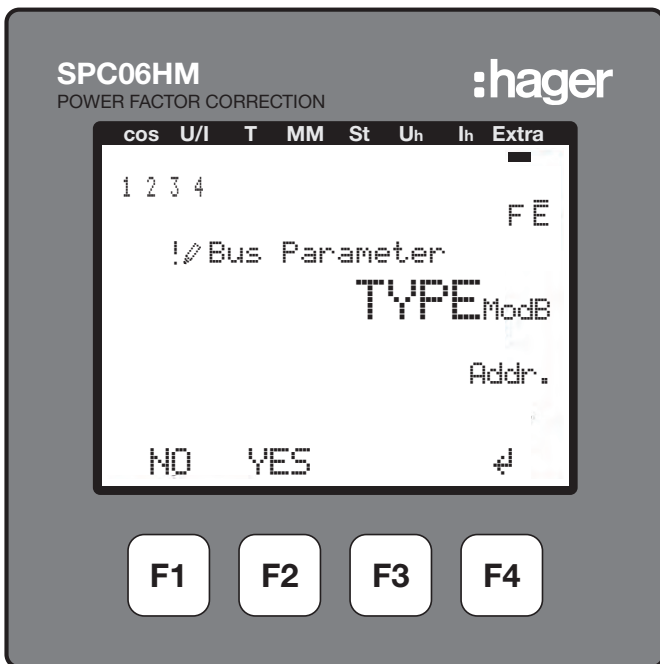 SPC06HM
:hager
POWER FACTOR CORRECTION
cos U/I T MM St Uh Ih Extra
1 2 3 4
F Ē
!✎ Bus Parameter
TYPE ModB
Addr.
NO YES ↲
F1 F2 F3 F4